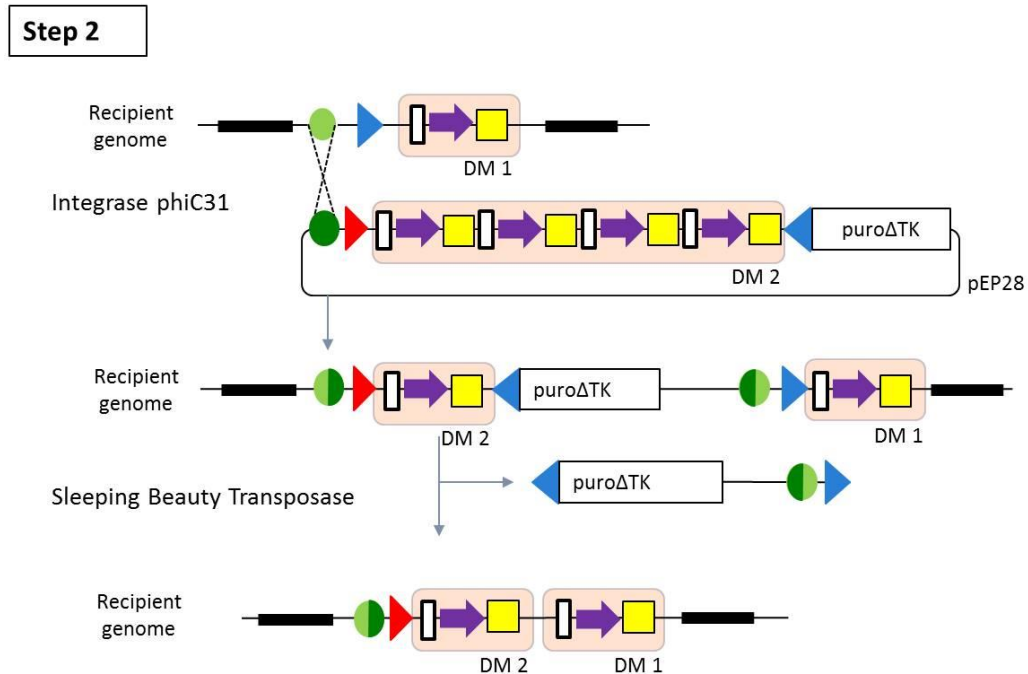 Step 2
Recipient
genome
DM 1
Integrase phiC31
puroΔTK
DM 2
pEP28
Recipient
genome
puroΔTK
DM 2
DM 1
Sleeping Beauty Transposase
puroΔTK
Recipient
genome
DM 2
DM 1